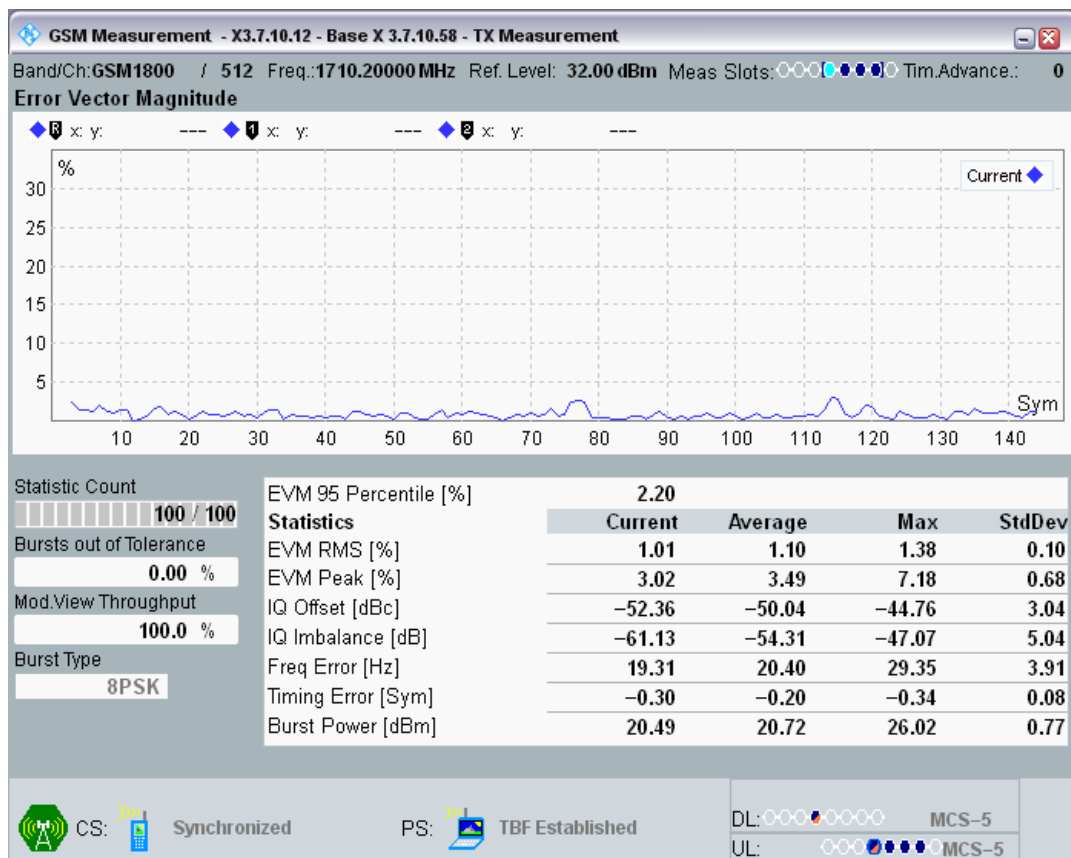 GSM Measurement - X3.7.10.12 - Base X 3.7.10.58 - TX Measurement
Band/Ch:GSM1800 / 512 Freq.:1710.20000 MHz Ref. Level: 32.00 dBm Meas Slots: Tim.Advance.: 0
Error Vector Magnitude
R x: y: --- 1 x: y: --- 2 x: y: ---
%
Current
30
25
20
15
10
5
Sym
10 20 30 40 50 60 70 80 90 100 110 120 130 140
Statistic Count
100 / 100
Bursts out of Tolerance
0.00 %
Mod.View Throughput
100.0 %
Burst Type
8PSK
EVM 95 Percentile [%] 2.20
Statistics Current Average Max StdDev
EVM RMS [%] 1.01 1.10 1.38 0.10
EVM Peak [%] 3.02 3.49 7.18 0.68
IQ Offset [dBc] −52.36 −50.04 −44.76 3.04
IQ Imbalance [dB] −61.13 −54.31 −47.07 5.04
Freq Error [Hz] 19.31 20.40 29.35 3.91
Timing Error [Sym] −0.30 −0.20 −0.34 0.08
Burst Power [dBm] 20.49 20.72 26.02 0.77
CS: Synchronized PS: TBF Established
DL: MCS−5
UL: MCS−5